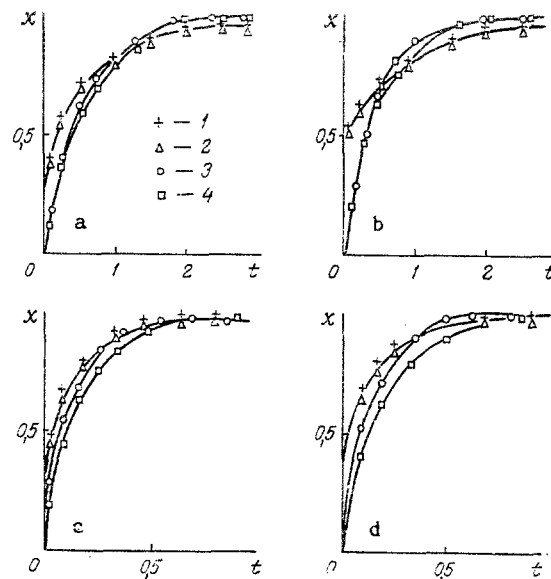 x x
0,5 0,5
+ — 1
△ — 2
○ — 3
□ — 4
a b
0 1 2 t 0 1 2 t
x x
0,5 0,5
c d
0 0,5 t 0 0,5 t